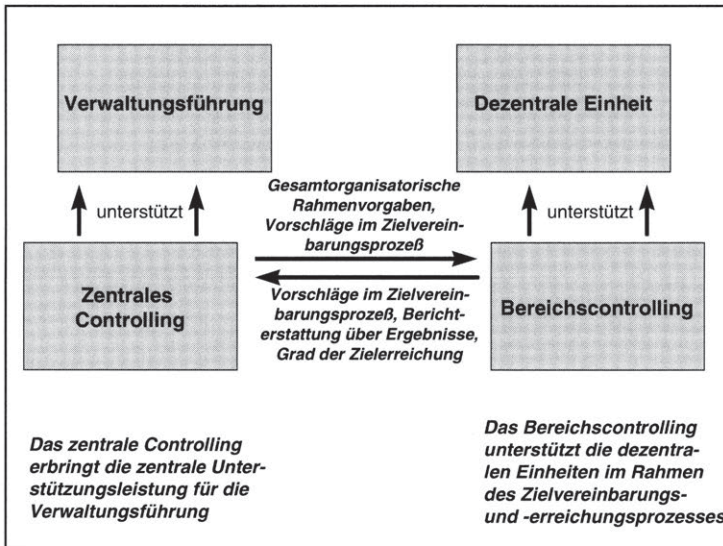 Verwaltungsführung
Dezentrale Einheit
unterstützt
Gesamtorganisatorische
Rahmenvorgaben,
Vorschläge im Zielverein-
barungsprozeß
unterstützt
Zentrales
Controlling
Vorschläge im Zielverein-
barungsprozeß, Bericht-
erstattung über Ergebnisse,
Grad der Zielerreichung
Bereichscontrolling
Das zentrale Controlling
erbringt die zentrale Unter-
stützungsleistung für die
Verwaltungsführung
Das Bereichscontrolling
unterstützt die dezentra-
len Einheiten im Rahmen
des Zielvereinbarungs-
und -erreichungsprozesses